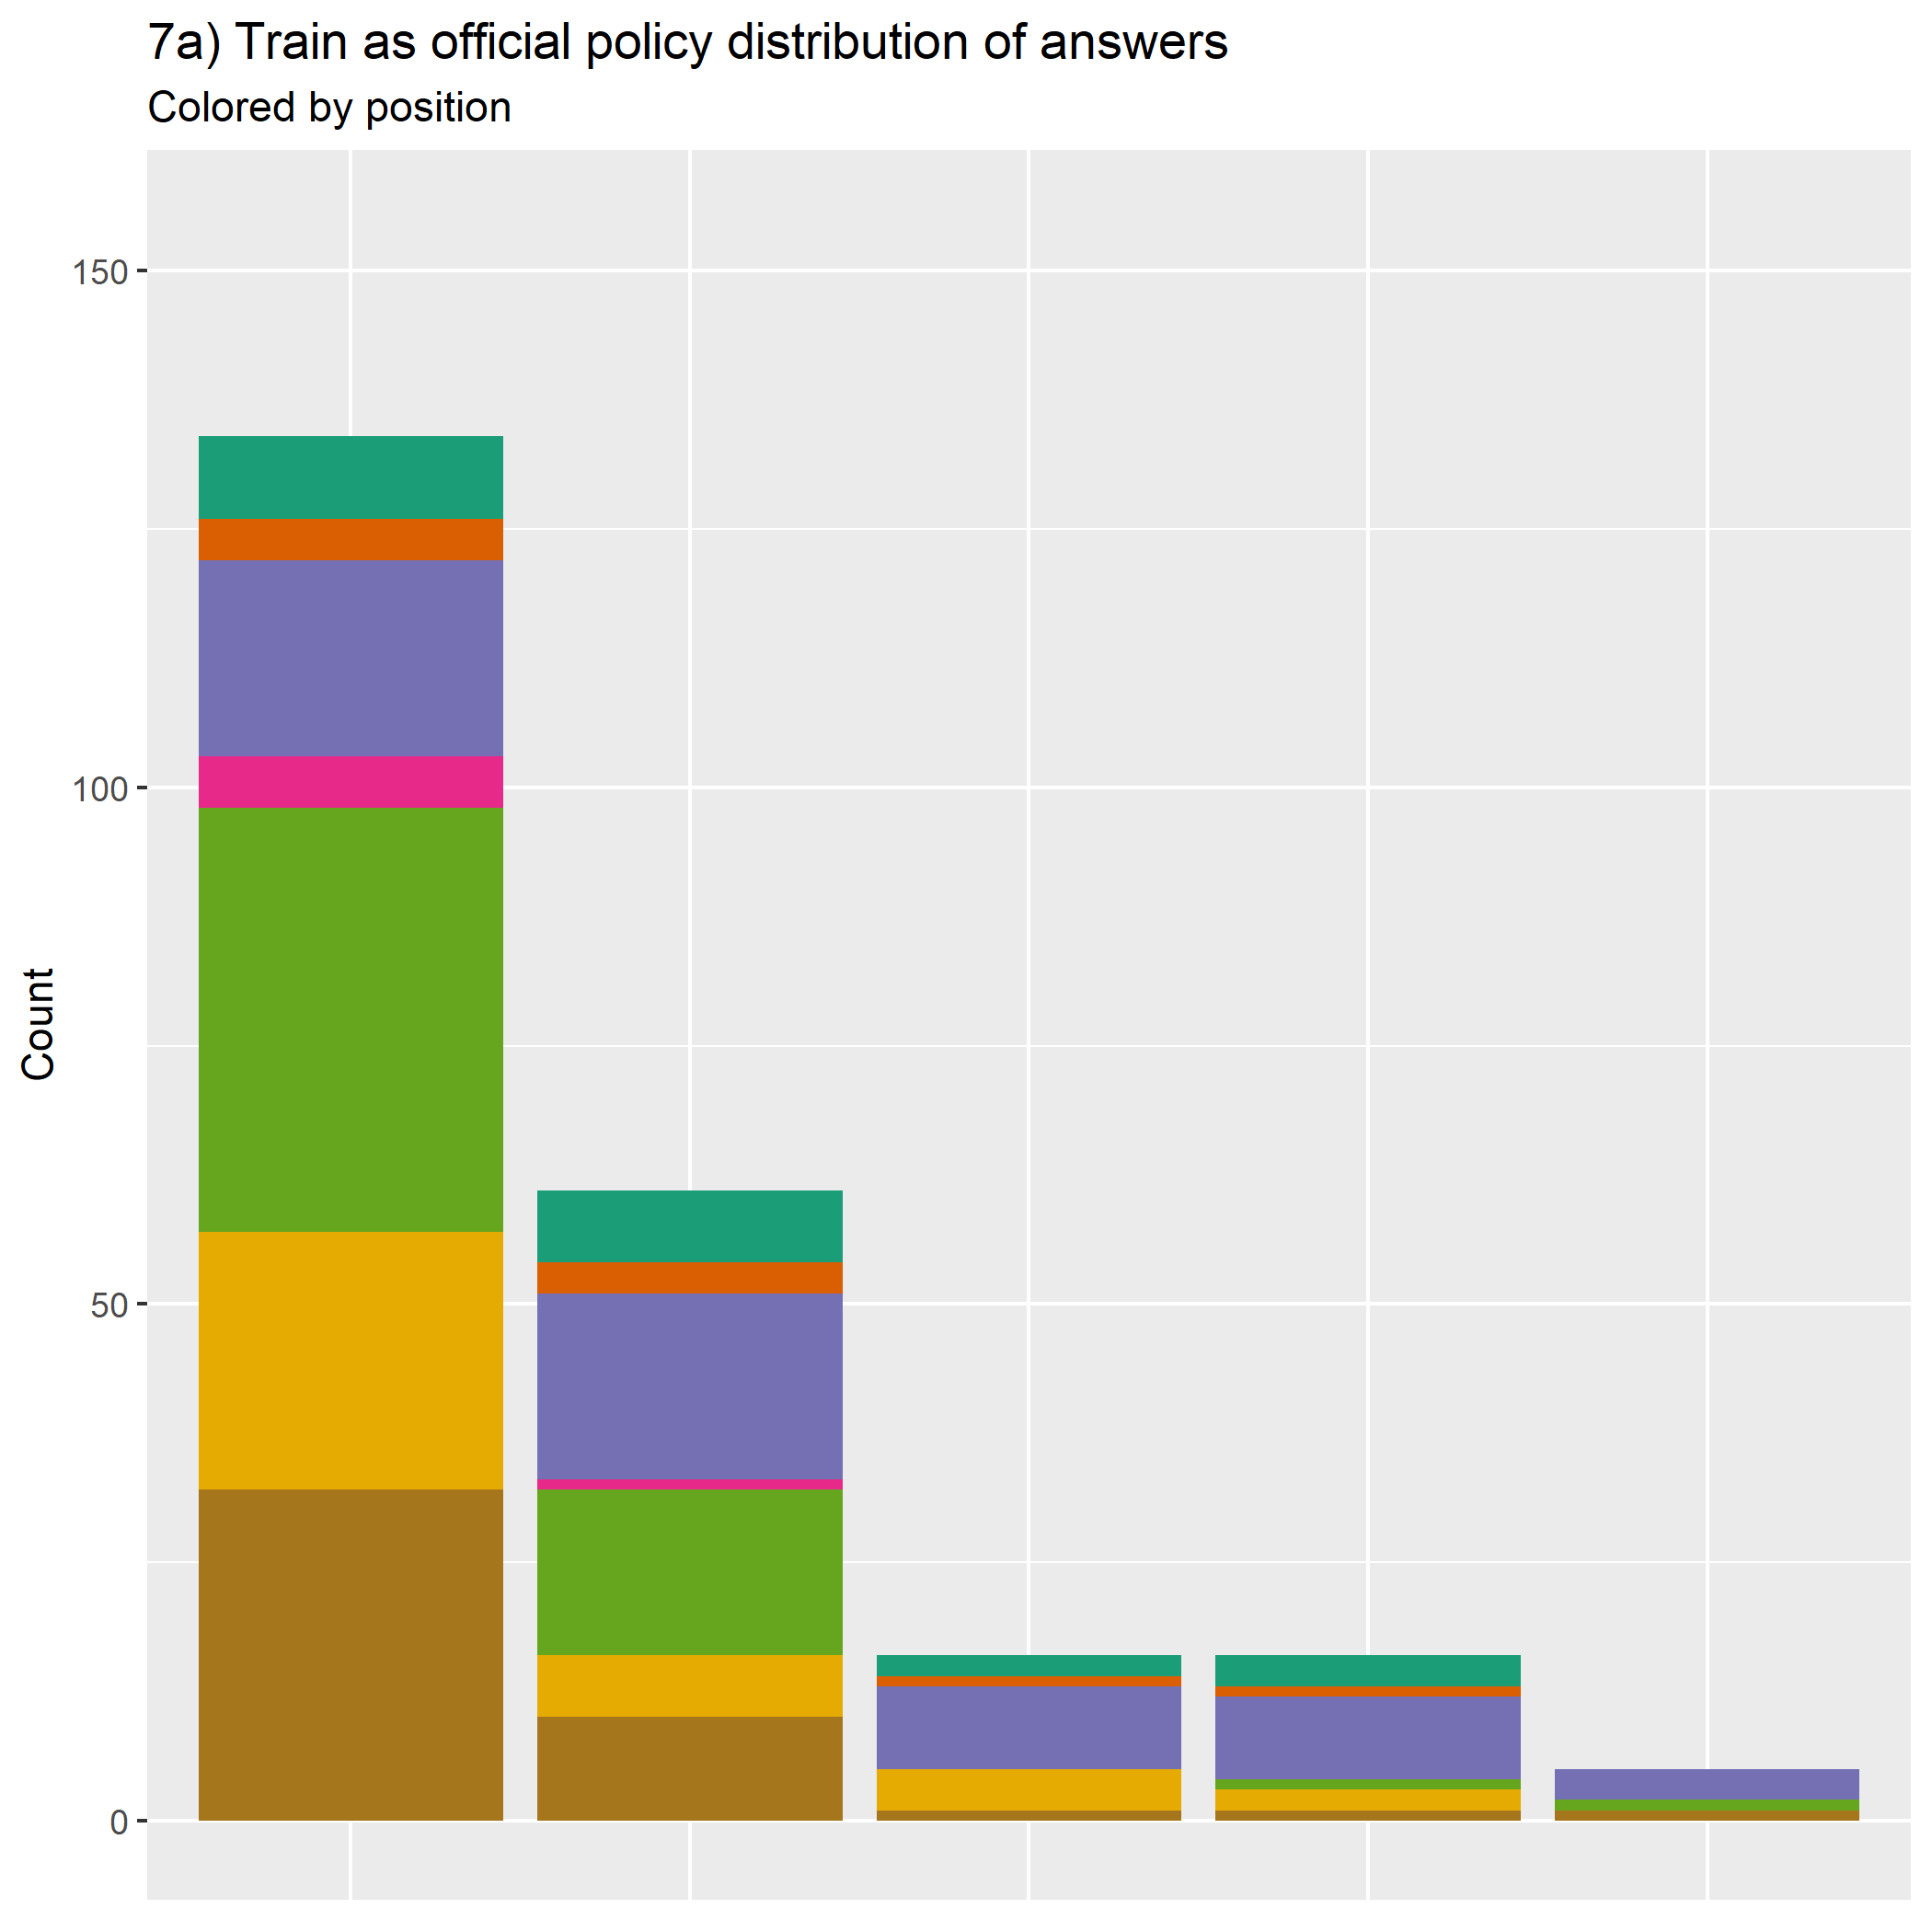 7a) Train as official policy distribution of answers
Colored by position
150
100
50
0
Count